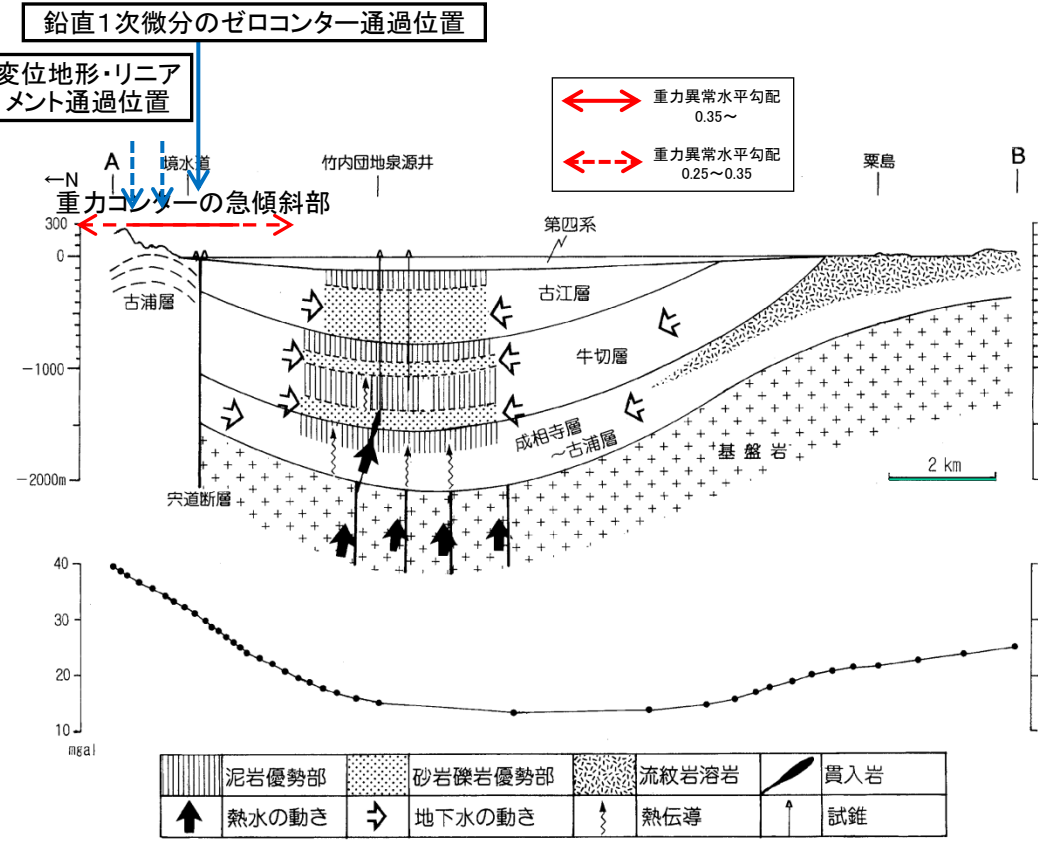 鉛直1次微分のゼロコンター通過位置
変位地形・リニア
メント通過位置
重力異常水平勾配
0.35～
重力異常水平勾配
0.25～0.35
A
境水道
竹内団地泉源井
粟島
B
←N
重力コンターの急傾斜部
第四系
300
0
-1000
-2000m
古浦層
古江層
牛切層
成相寺層
～古浦層
基盤岩
2 km
宍道断層
40
30
20
10
mgal
泥岩優勢部
砂岩礫岩優勢部
流紋岩溶岩
貫入岩
熱水の動き
地下水の動き
熱伝導
試錐